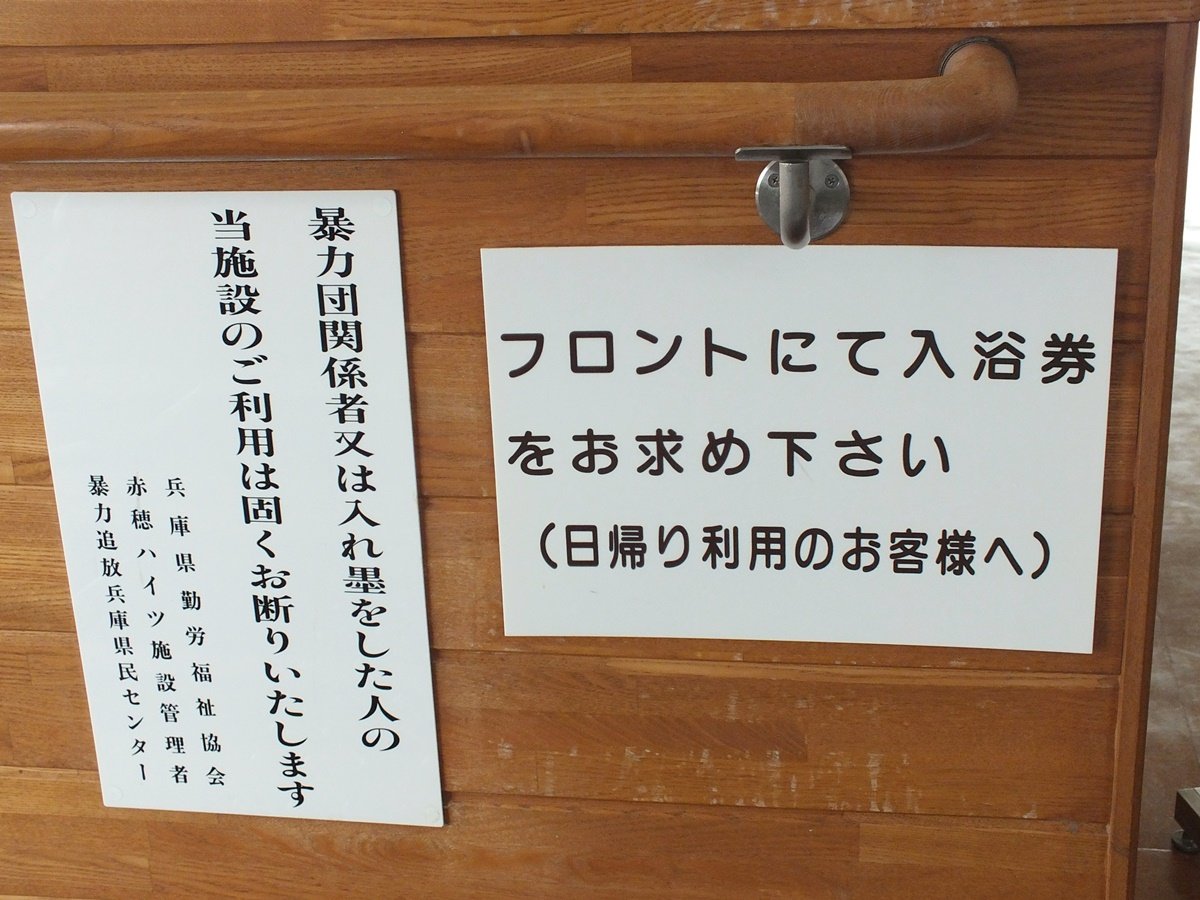 暴力団関係者又は入れ墨をした人の
当施設のご利用は固くお断りいたします
兵庫県勤労福祉協会
赤穂ハイツ施設管理者
暴力追放兵庫県民センター
フロントにて入浴券
をお求め下さい
（日帰り利用のお客様へ）